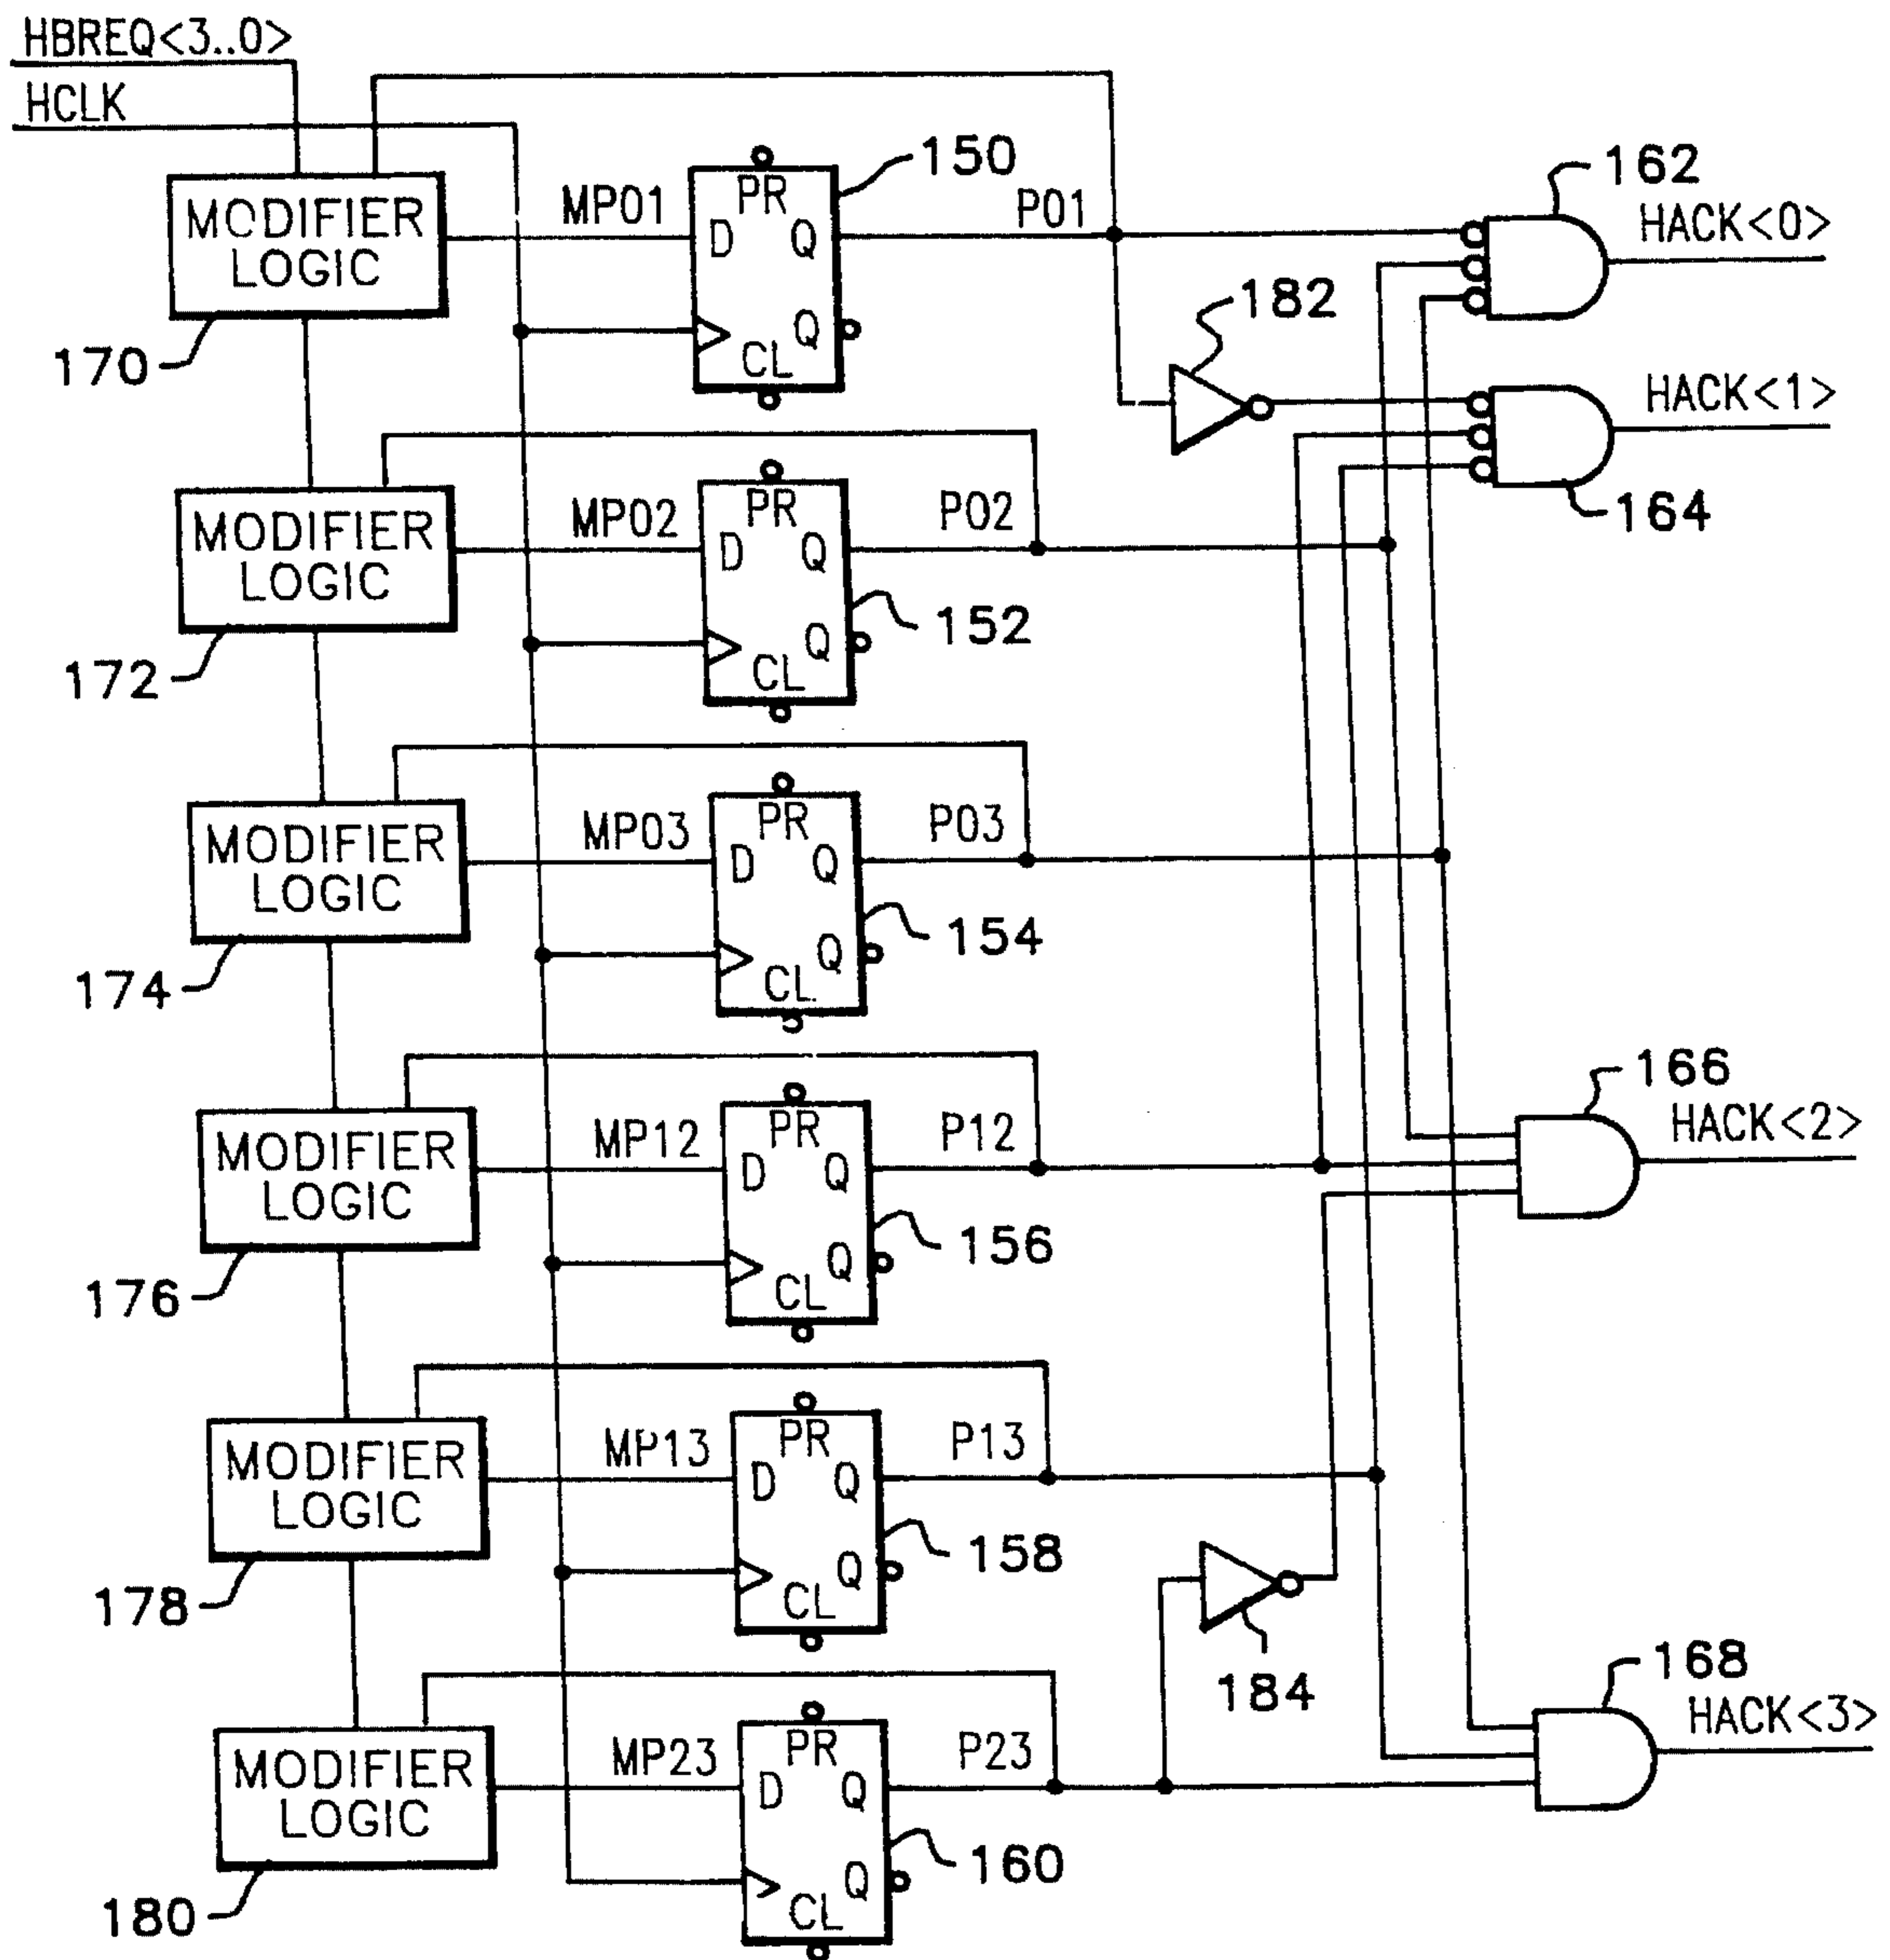 HBREQ<3..0>
HCLK
MODIFIER
LOGIC
170
MP01
PR
D
Q
Q
CL
150
P01
182
162
HACK<0>
HACK<1>
164
MODIFIER
LOGIC
172
MP02
PR
D
Q
Q
CL
152
P02
MODIFIER
LOGIC
174
MP03
PR
D
Q
Q
CL
154
P03
MODIFIER
LOGIC
176
MP12
PR
D
Q
Q
CL
156
P12
166
HACK<2>
MODIFIER
LOGIC
178
MP13
PR
D
Q
Q
CL
158
P13
184
MODIFIER
LOGIC
180
MP23
PR
D
Q
Q
CL
160
P23
168
HACK<3>